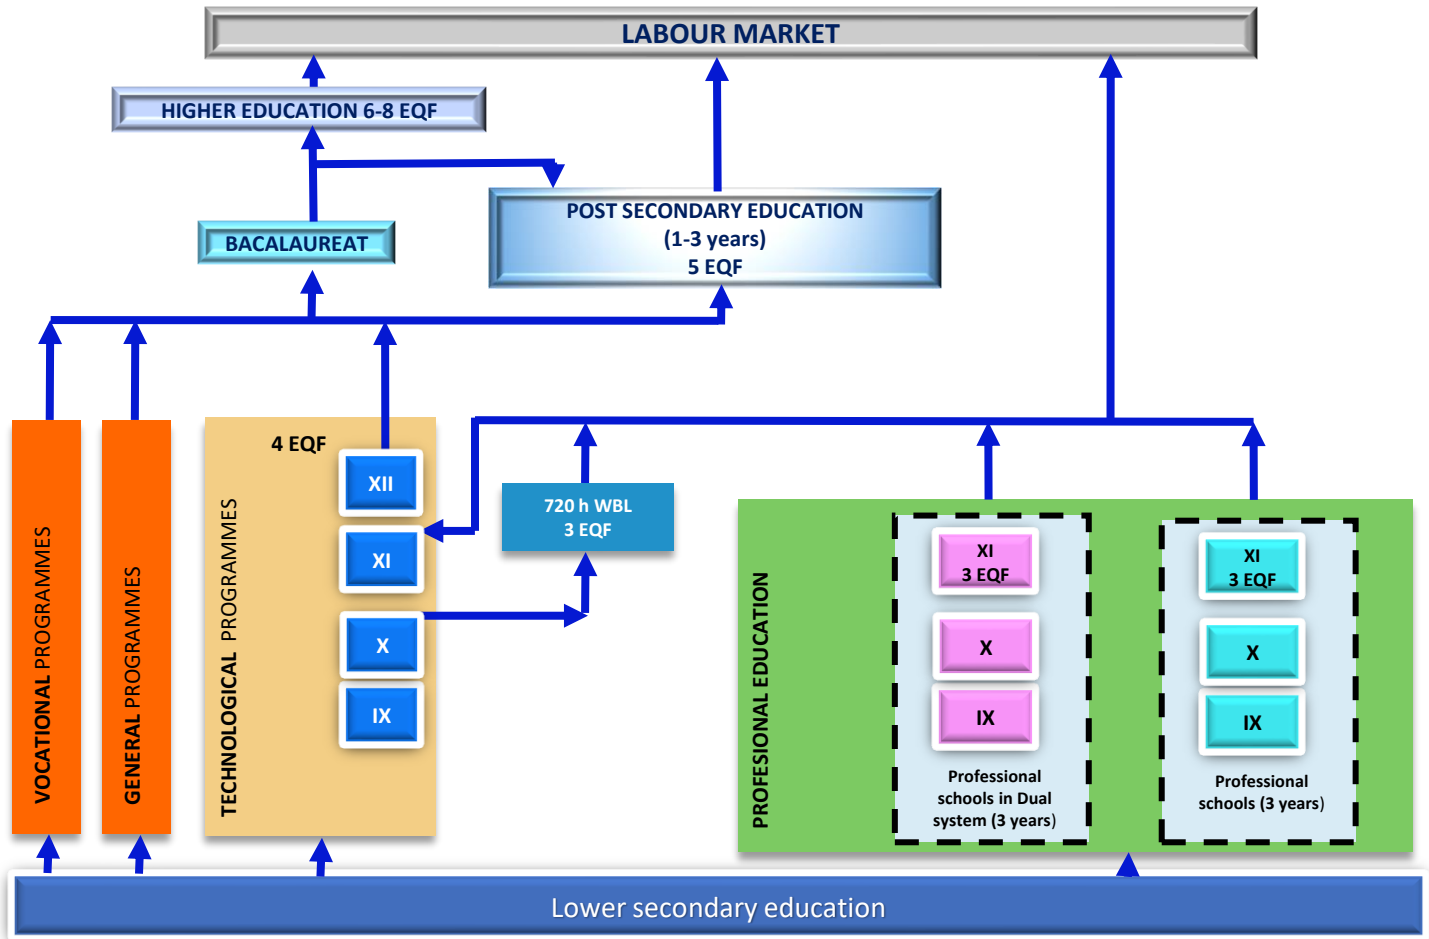 LABOUR MARKET
HIGHER EDUCATION 6-8 EQF
POST SECONDARY EDUCATION
(1-3 years)
5 EQF
BACALAUREAT
VOCATIONAL PROGRAMMES
GENERAL PROGRAMMES
TECHNOLOGICAL PROGRAMMES
4 EQF
XII
XI
X
IX
720 h WBL
3 EQF
PROFESIONAL EDUCATION
XI
3 EQF
X
IX
Professional
schools in Dual
system (3 years)
XI
3 EQF
X
IX
Professional
schools (3 years)
Lower secondary education